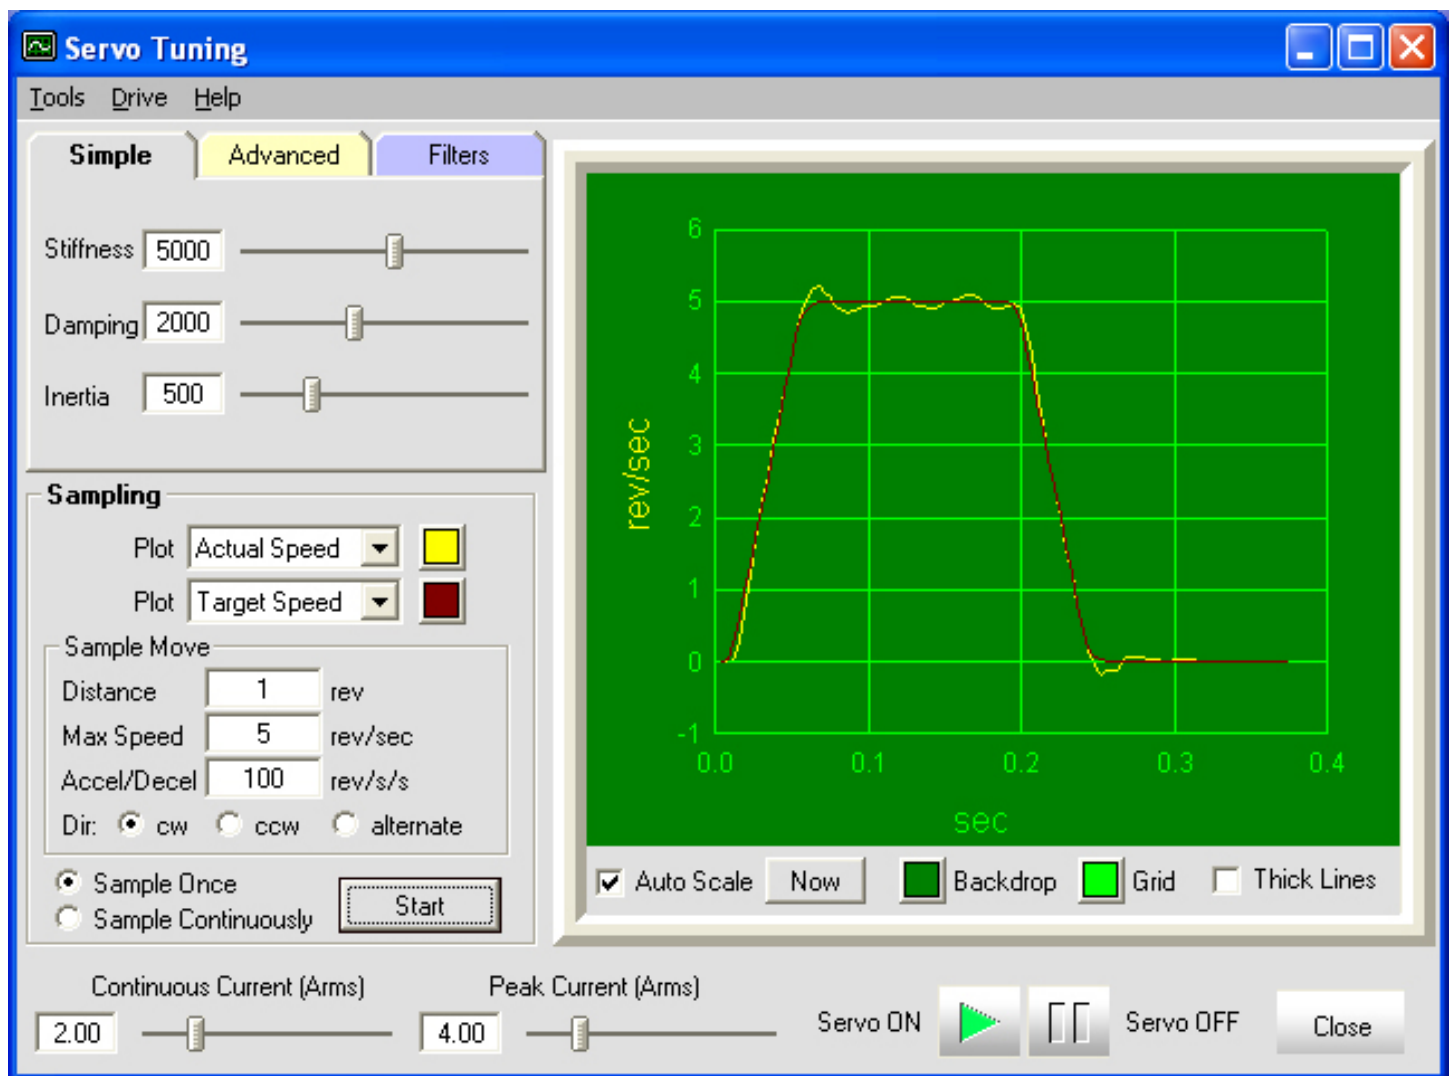 Servo Tuning
Tools Drive Help
Simple Advanced Filters
Stiffness 5000
Damping 2000
Inertia 500
Sampling
Plot Actual Speed
Plot Target Speed
Sample Move
Distance 1 rev
Max Speed 5 rev/sec
Accel/Decel 100 rev/s/s
Dir: cw ccw alternate
Sample Once
Sample Continuously
Start
rev/sec
6
5
4
3
2
1
0
-1
0.0 0.1 0.2 0.3 0.4
sec
Auto Scale Now Backdrop Grid Thick Lines
Continuous Current (Arms) Peak Current (Arms)
2.00 4.00 Servo ON Servo OFF Close